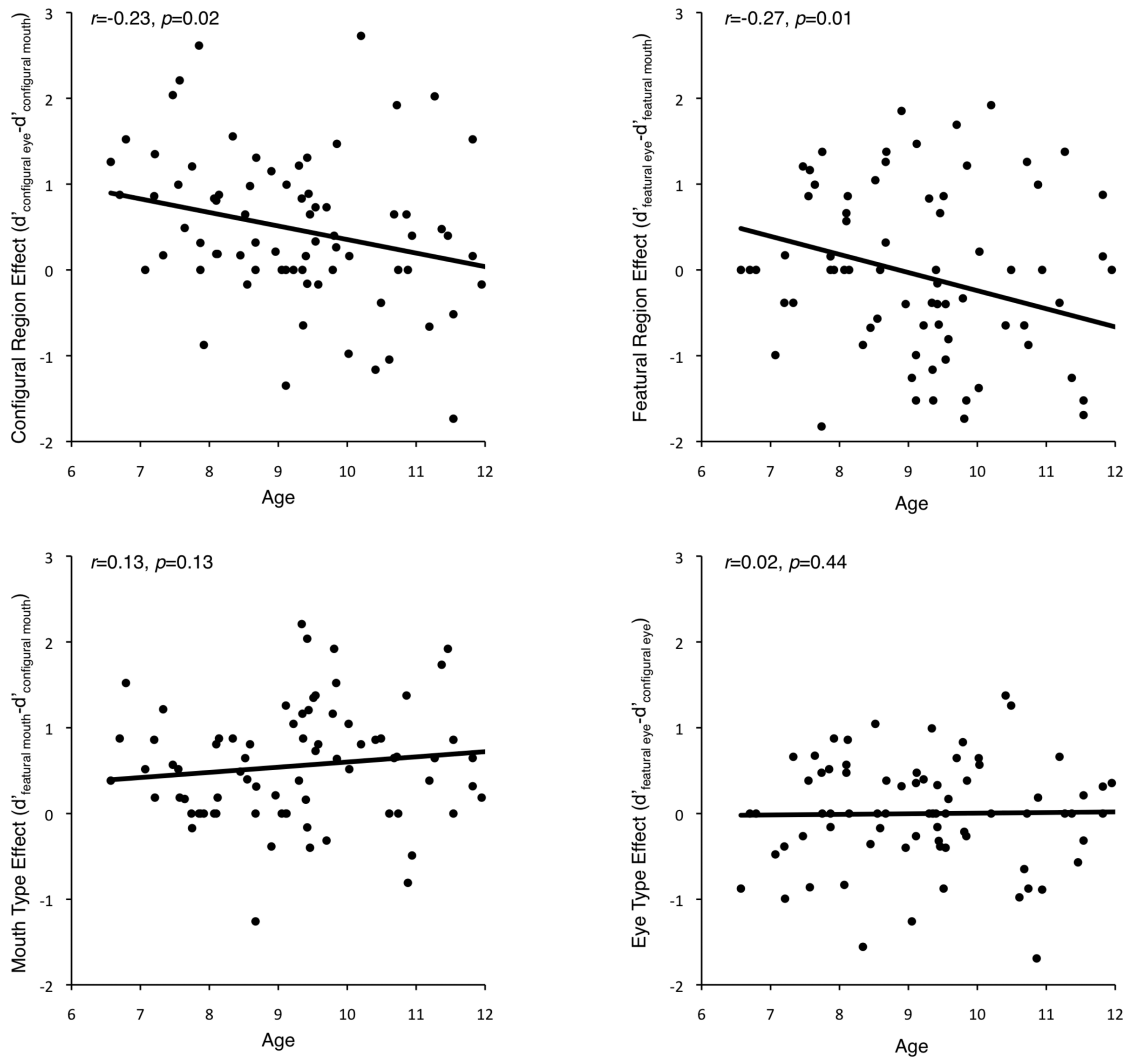 r=-0.23, p=0.02
Configural Region Effect (d’configural eye-d’configural mouth)
3
2
1
0
-1
-2
6 7 8 9 10 11 12
Age
r=-0.27, p=0.01
Featural Region Effect (d’featural eye-d’featural mouth)
3
2
1
0
-1
-2
6 7 8 9 10 11 12
Age
r=0.13, p=0.13
Mouth Type Effect (d’featural mouth-d’configural mouth)
3
2
1
0
-1
-2
6 7 8 9 10 11 12
Age
r=0.02, p=0.44
Eye Type Effect (d’featural eye-d’configural eye)
3
2
1
0
-1
-2
6 7 8 9 10 11 12
Age